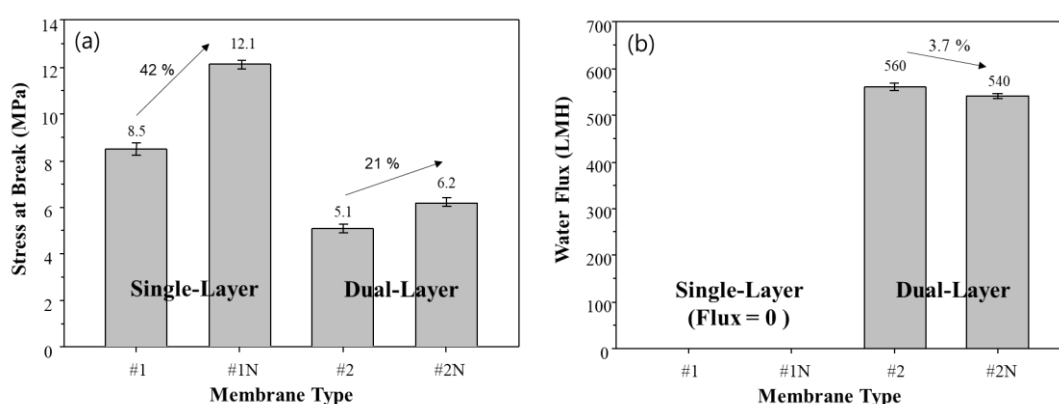 (a)
Stress at Break (MPa)
14
12
10
8
6
4
2
0
8.5
42 %
12.1
5.1
21 %
6.2
Single-Layer
Dual-Layer
#1
#1N
#2
#2N
Membrane Type
(b)
Water Flux (LMH)
700
600
500
400
300
200
100
0
560
3.7 %
540
Single-Layer
(Flux = 0 )
Dual-Layer
#1
#1N
#2
#2N
Membrane Type